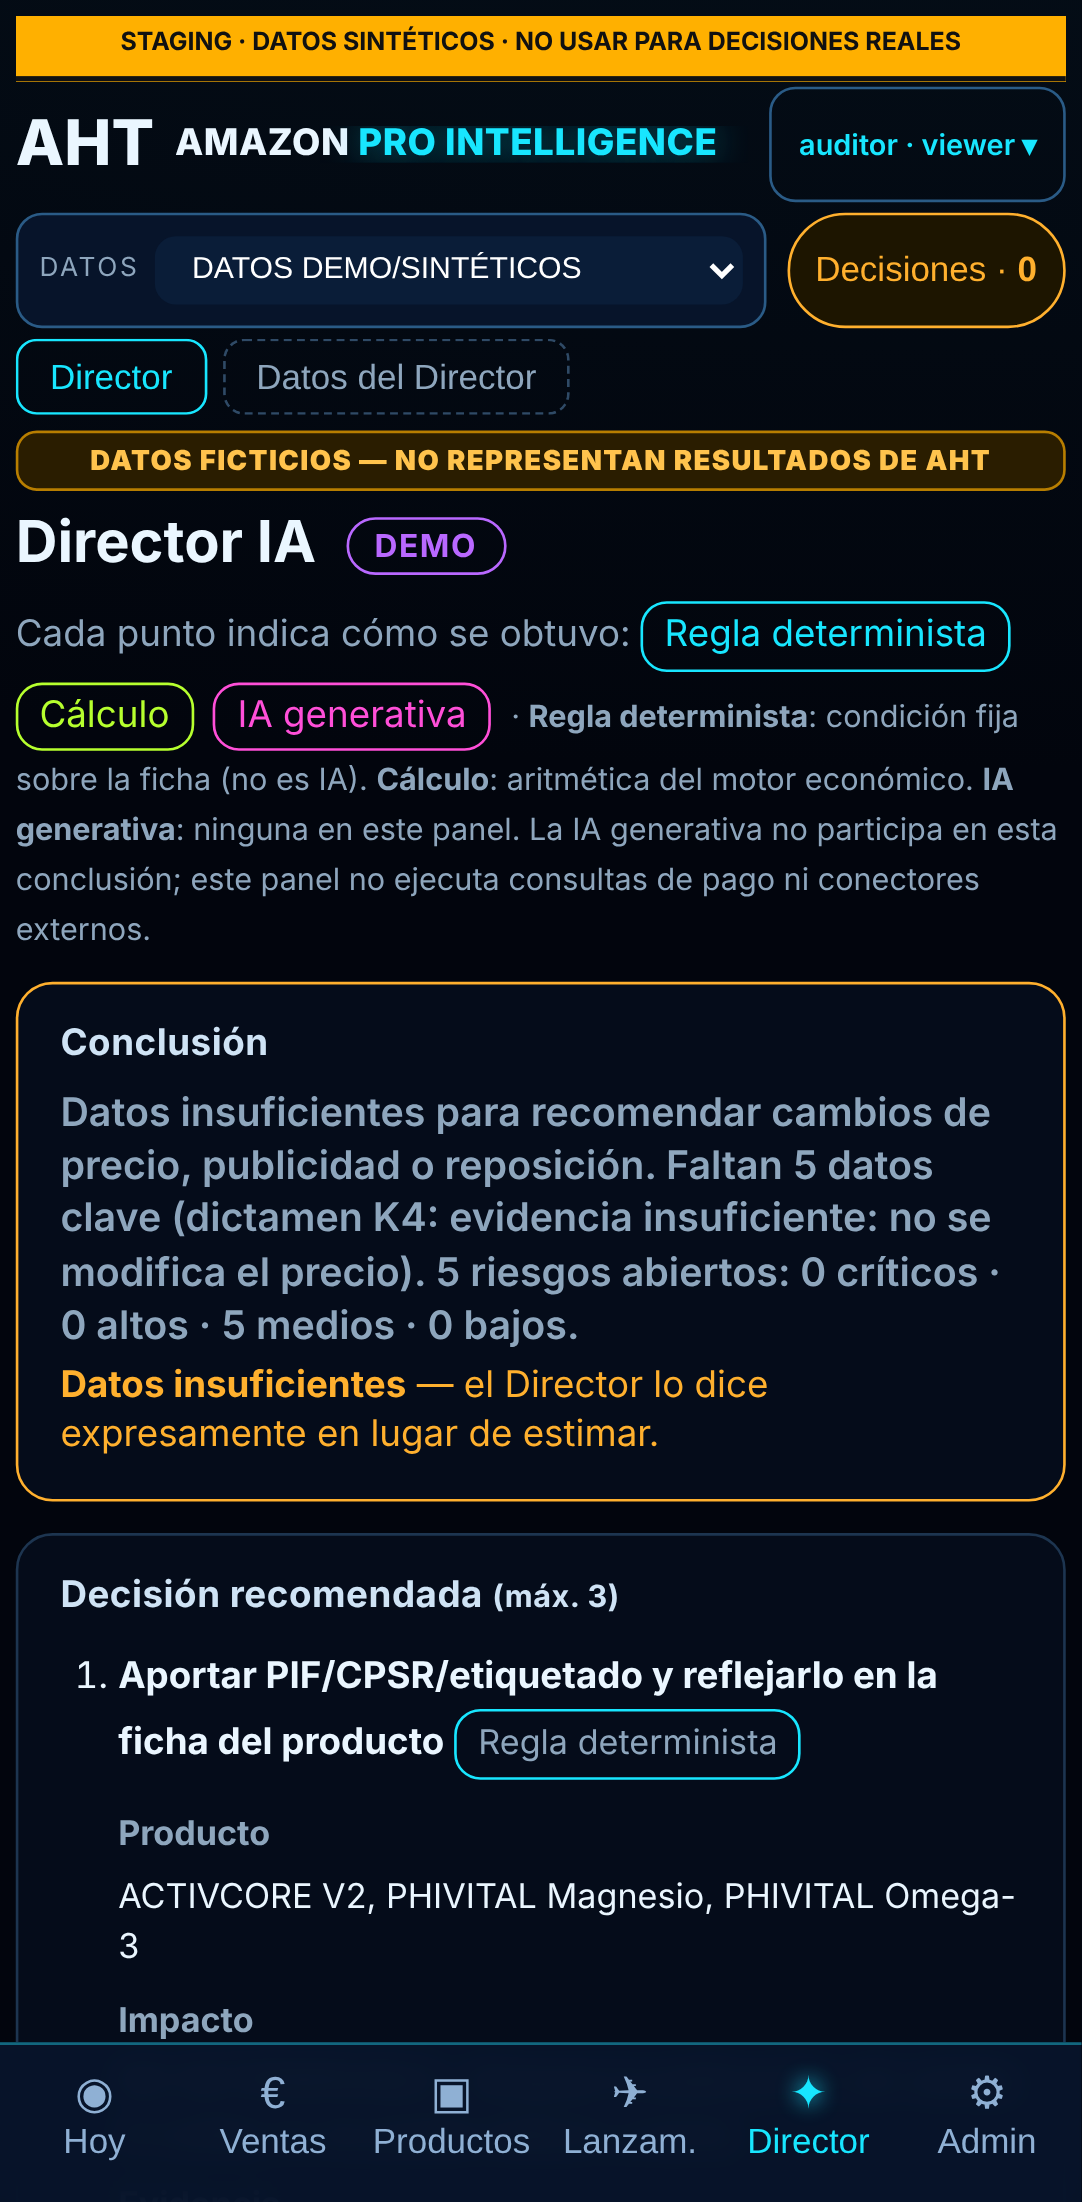 STAGING · DATOS SINTÉTICOS · NO USAR PARA DECISIONES REALES
AHT AMAZON PRO INTELLIGENCE
auditor · viewer ▾
DATOS DATOS DEMO/SINTÉTICOS
Decisiones · 0
Director
Datos del Director
DATOS FICTICIOS — NO REPRESENTAN RESULTADOS DE AHT
Director IA DEMO
Cada punto indica cómo se obtuvo: Regla determinista
Cálculo IA generativa · Regla determinista: condición fija
sobre la ficha (no es IA). Cálculo: aritmética del motor económico. IA
generativa: ninguna en este panel. La IA generativa no participa en esta
conclusión; este panel no ejecuta consultas de pago ni conectores
externos.
Conclusión
Datos insuficientes para recomendar cambios de
precio, publicidad o reposición. Faltan 5 datos
clave (dictamen K4: evidencia insuficiente: no se
modifica el precio). 5 riesgos abiertos: 0 críticos ·
0 altos · 5 medios · 0 bajos.
Datos insuficientes — el Director lo dice
expresamente en lugar de estimar.
Decisión recomendada (máx. 3)
1. Aportar PIF/CPSR/etiquetado y reflejarlo en la
ficha del producto Regla determinista
Producto
ACTIVCORE V2, PHIVITAL Magnesio, PHIVITAL Omega-
3
Impacto
Hoy
€ Ventas
Productos
Lanzam.
Director
Admin